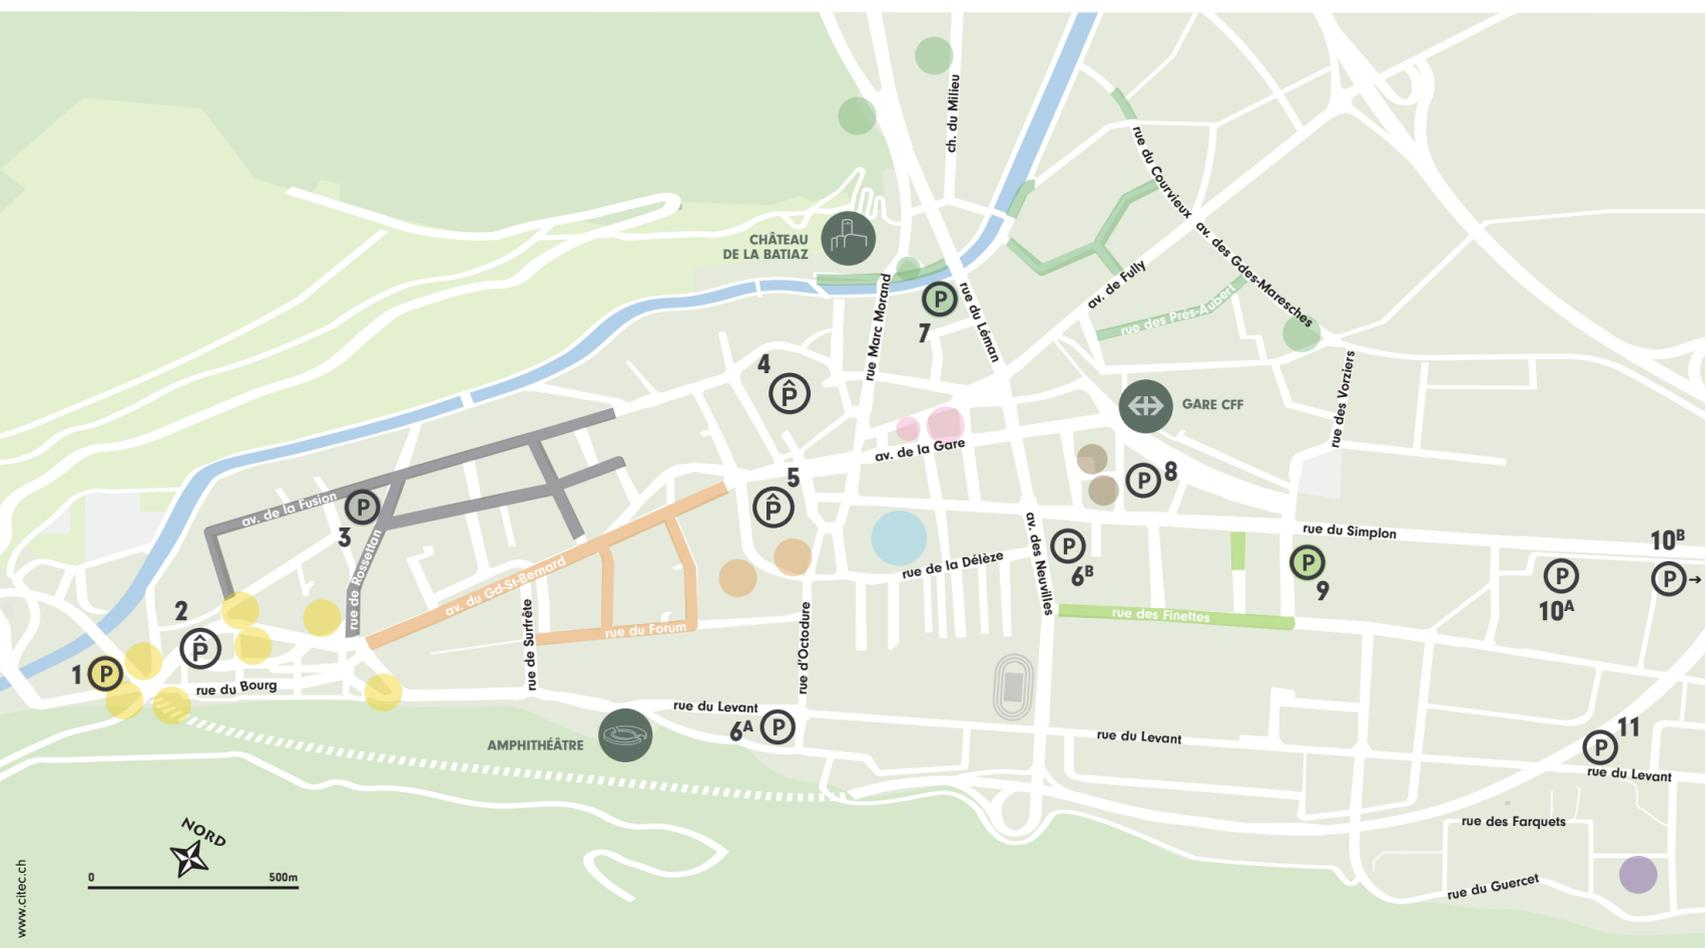 ch. du Milieu
rue du Courvieux
CHÂTEAU
DE LA BATIAZ
av. des Gdes-Maresches
av. de Fully
rue des Prés-Aubert
P
7
rue du Léman
rue Marc Morand
4
P̂
GARE CFF
rue des Vorziers
av. de la Gare
5
P̂
P
8
av. de la Fusion
P
3
rue de Rossettan
rue du Simplon
av. des Neuvilles
P
6B
rue de la Délèze
P
9
10B
P
10A
P →
av. du Gd-St-Bernard
rue de Surfrête
rue du Forum
rue d'Octodure
rue des Finettes
2
P̂
1
P
rue du Bourg
rue du Levant
6A
P
AMPHITHÉÂTRE
rue du Levant
11
P
rue du Levant
rue des Farquets
rue du Guercet
NORD
0
500m
www.citec.ch